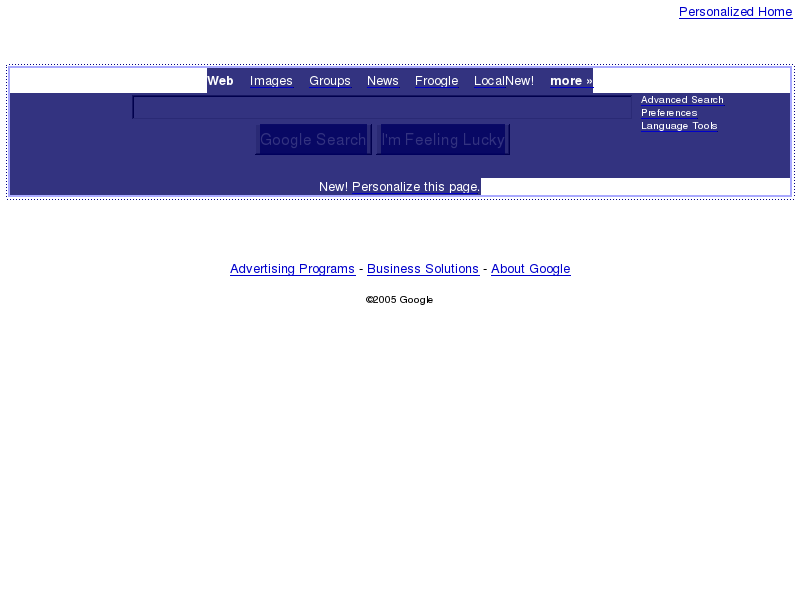 Personalized Home
Web Images Groups News Froogle LocalNew! more »
Advanced Search
Preferences
Language Tools
Google Search I'm Feeling Lucky
New! Personalize this page.
Advertising Programs - Business Solutions - About Google
©2005 Google